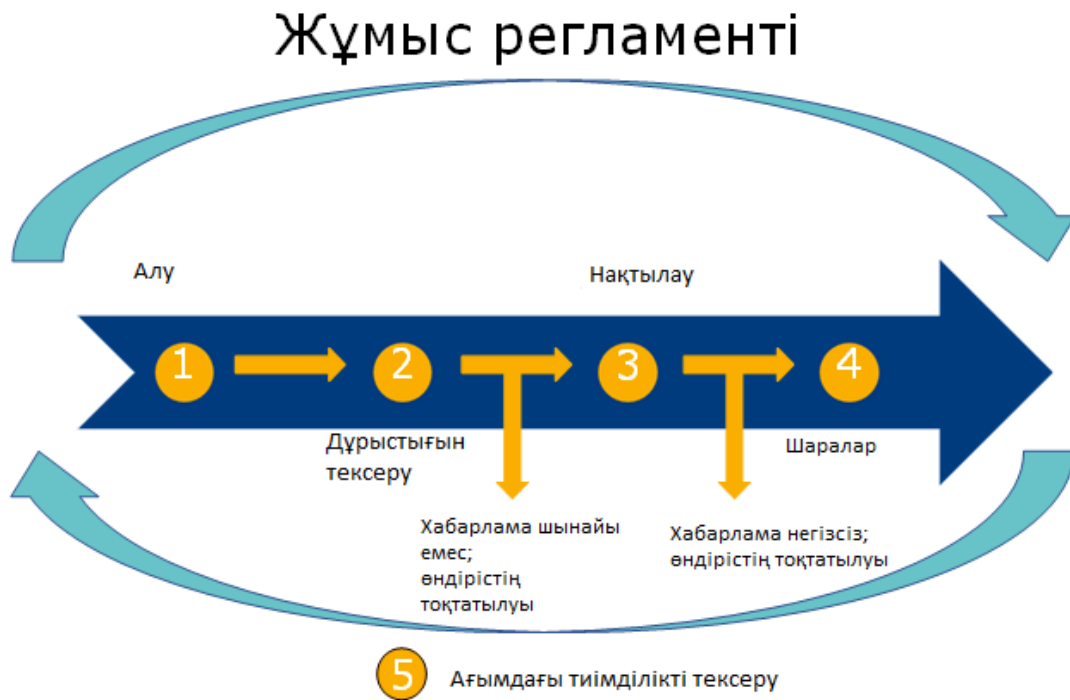 Жұмыс регламенті
Алу
Нақтылау
1
2
3
4
Дұрыстығын
тексеру
Шаралар
Хабарлама шынайы
емес;
өндірістің
тоқтатылуы
Хабарлама негізсіз;
өндірістің тоқтатылуы
5
Ағымдағы тиімділікті тексеру